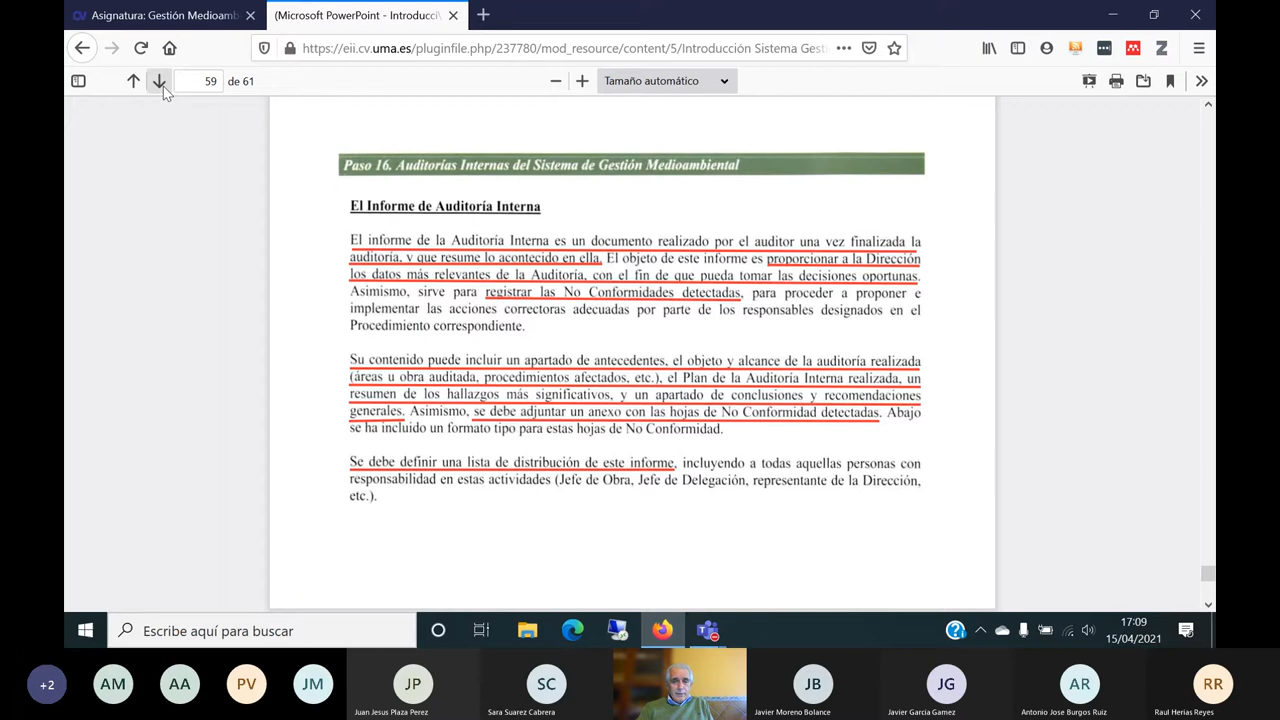 Asignatura: Gestión Medioamb
(Microsoft PowerPoint - Introducci
https://eii.cv.uma.es/pluginfile.php/237780/mod_resource/content/5/Introducción Sistema Gest
59 de 61
Tamaño automático
Paso 16. Auditorías Internas del Sistema de Gestión Medioambiental
El Informe de Auditoría Interna
El informe de la Auditoría Interna es un documento realizado por el auditor una vez finalizada la
auditoría, y que resume lo acontecido en ella. El objeto de este informe es proporcionar a la Dirección
los datos más relevantes de la Auditoría, con el fin de que pueda tomar las decisiones oportunas.
Asimismo, sirve para registrar las No Conformidades detectadas, para proceder a proponer e
implementar las acciones correctoras adecuadas por parte de los responsables designados en el
Procedimiento correspondiente.
Su contenido puede incluir un apartado de antecedentes, el objeto y alcance de la auditoría realizada
(áreas u obra auditada, procedimientos afectados, etc.), el Plan de la Auditoría Interna realizada, un
resumen de los hallazgos más significativos, y un apartado de conclusiones y recomendaciones
generales. Asimismo, se debe adjuntar un anexo con las hojas de No Conformidad detectadas. Abajo
se ha incluido un formato tipo para estas hojas de No Conformidad.
Se debe definir una lista de distribución de este informe, incluyendo a todas aquellas personas con
responsabilidad en estas actividades (Jefe de Obra, Jefe de Delegación, representante de la Dirección,
etc.).
Escribe aquí para buscar
17:09
15/04/2021
+2
AM
AA
PV
JM
JP
SC
JB
JG
AR
RR
Juan Jesus Plaza Perez
Sara Suarez Cabrera
Javier Moreno Bolance
Javier Garcia Gamez
Antonio Jose Burgos Ruiz
Raul Herias Reyes